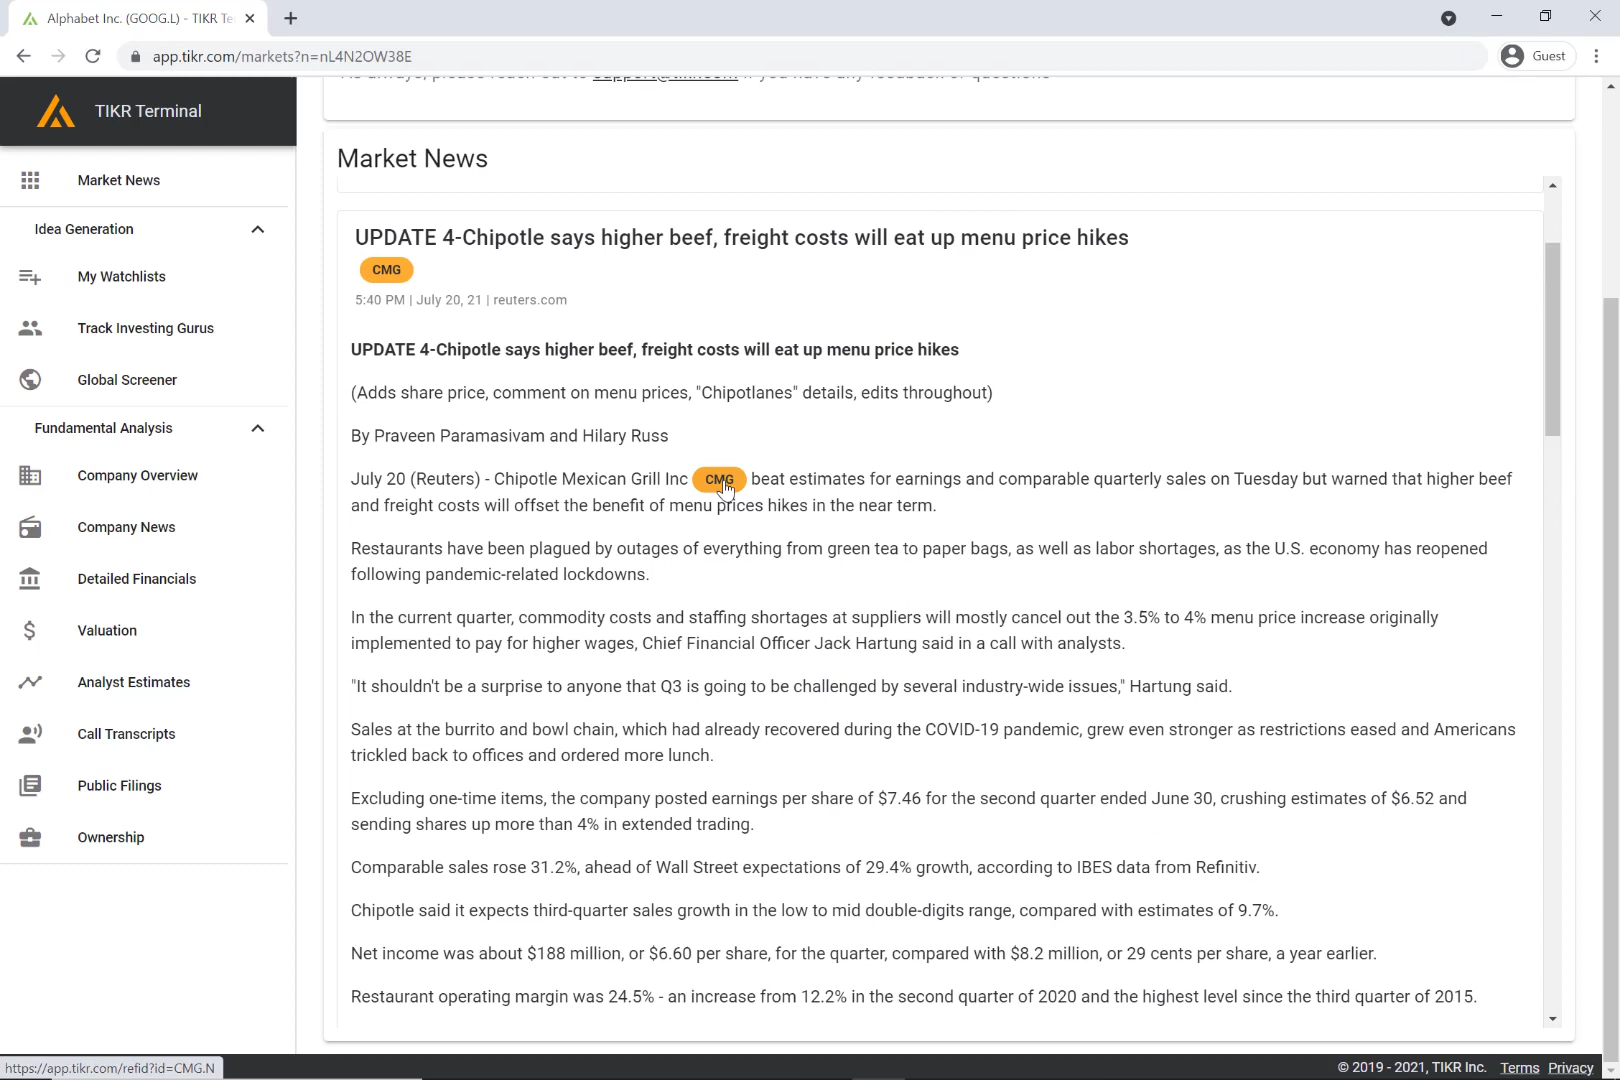 Alphabet Inc. (GOOG.L) - TIKR Te
app.tikr.com/markets?n=nL4N2OW38E
Guest
TIKR Terminal
Market News
Idea Generation
My Watchlists
Track Investing Gurus
Global Screener
Fundamental Analysis
Company Overview
Company News
Detailed Financials
Valuation
Analyst Estimates
Call Transcripts
Public Filings
Ownership
Market News
UPDATE 4-Chipotle says higher beef, freight costs will eat up menu price hikes
CMG
5:40 PM | July 20, 21 | reuters.com
UPDATE 4-Chipotle says higher beef, freight costs will eat up menu price hikes
(Adds share price, comment on menu prices, "Chipotlanes" details, edits throughout)
By Praveen Paramasivam and Hilary Russ
July 20 (Reuters) - Chipotle Mexican Grill Inc CMG beat estimates for earnings and comparable quarterly sales on Tuesday but warned that higher beef
and freight costs will offset the benefit of menu prices hikes in the near term.
Restaurants have been plagued by outages of everything from green tea to paper bags, as well as labor shortages, as the U.S. economy has reopened
following pandemic-related lockdowns.
In the current quarter, commodity costs and staffing shortages at suppliers will mostly cancel out the 3.5% to 4% menu price increase originally
implemented to pay for higher wages, Chief Financial Officer Jack Hartung said in a call with analysts.
"It shouldn't be a surprise to anyone that Q3 is going to be challenged by several industry-wide issues," Hartung said.
Sales at the burrito and bowl chain, which had already recovered during the COVID-19 pandemic, grew even stronger as restrictions eased and Americans
trickled back to offices and ordered more lunch.
Excluding one-time items, the company posted earnings per share of $7.46 for the second quarter ended June 30, crushing estimates of $6.52 and
sending shares up more than 4% in extended trading.
Comparable sales rose 31.2%, ahead of Wall Street expectations of 29.4% growth, according to IBES data from Refinitiv.
Chipotle said it expects third-quarter sales growth in the low to mid double-digits range, compared with estimates of 9.7%.
Net income was about $188 million, or $6.60 per share, for the quarter, compared with $8.2 million, or 29 cents per share, a year earlier.
Restaurant operating margin was 24.5% - an increase from 12.2% in the second quarter of 2020 and the highest level since the third quarter of 2015.
https://app.tikr.com/refid?id=CMG.N
© 2019 - 2021, TIKR Inc. Terms Privacy